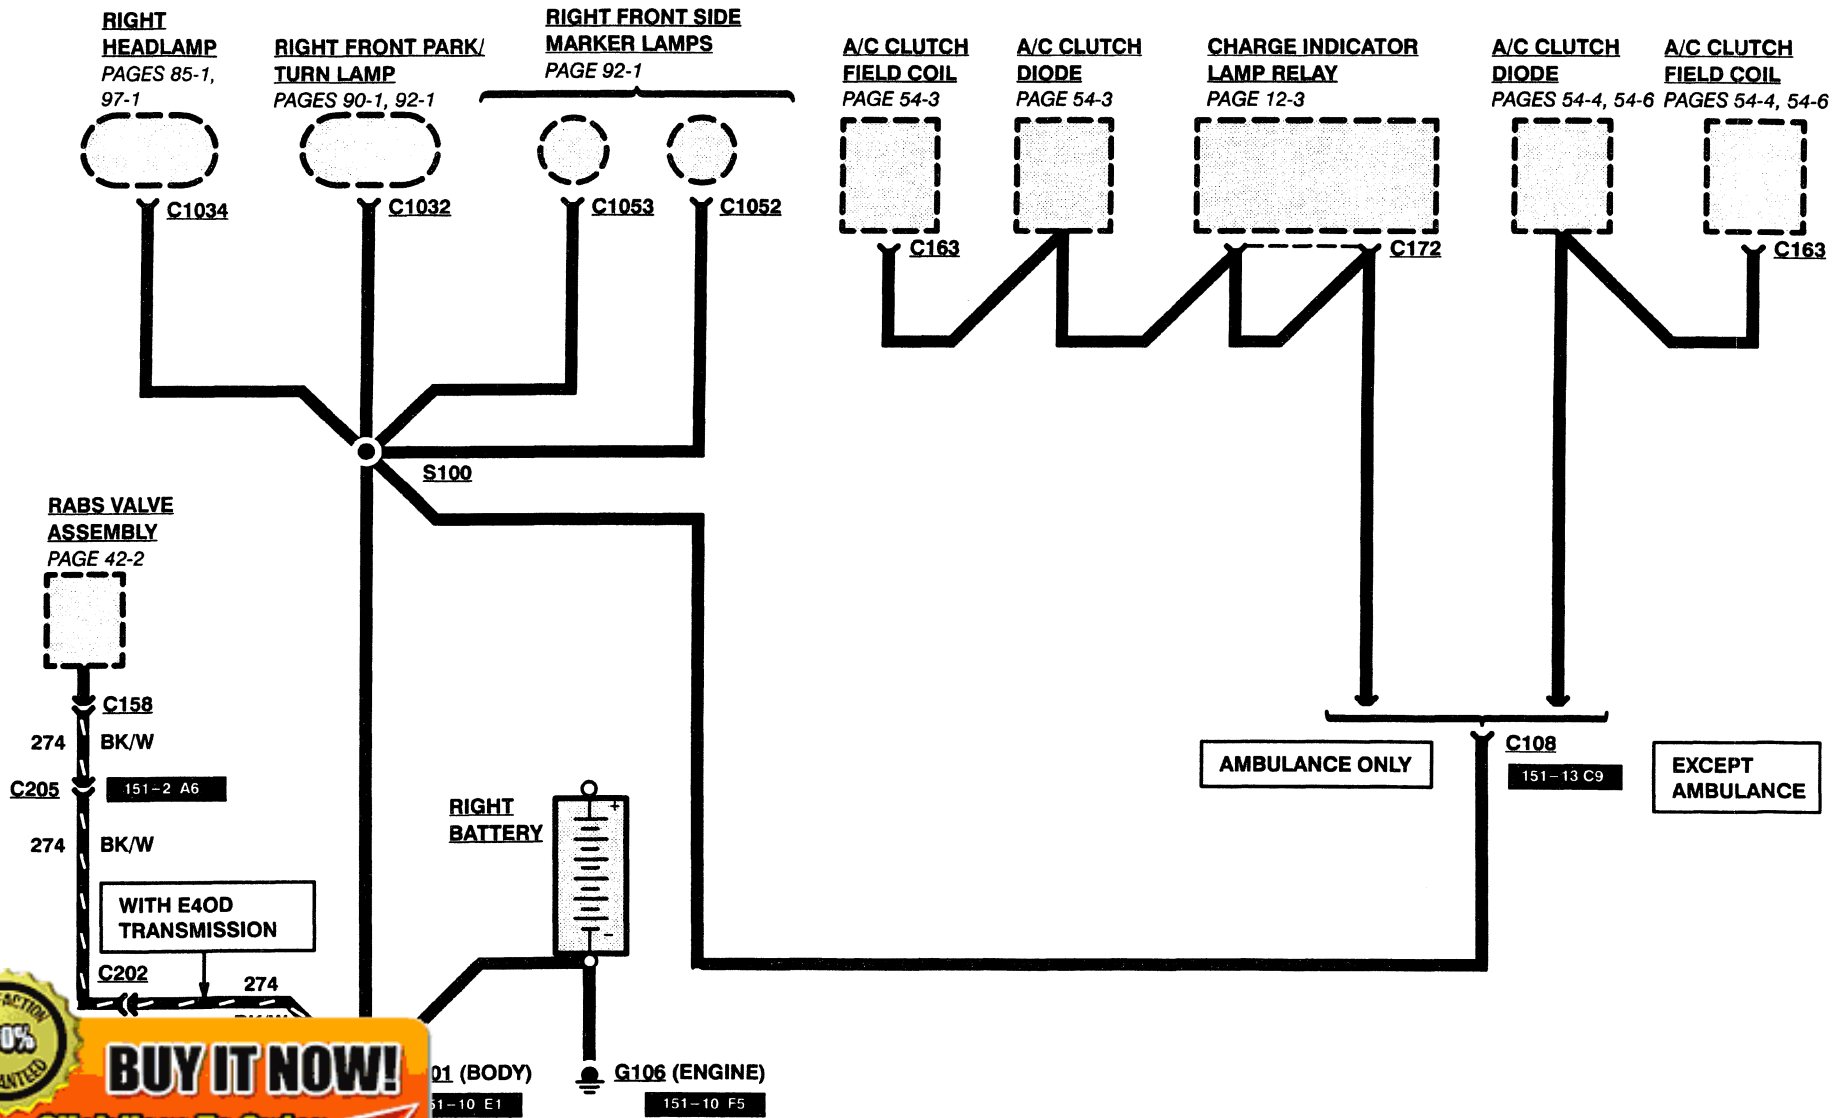 RIGHT
HEADLAMP
PAGES 85-1,
97-1
RIGHT FRONT PARK/
TURN LAMP
PAGES 90-1, 92-1
RIGHT FRONT SIDE
MARKER LAMPS
PAGE 92-1
A/C CLUTCH
FIELD COIL
PAGE 54-3
A/C CLUTCH
DIODE
PAGE 54-3
CHARGE INDICATOR
LAMP RELAY
PAGE 12-3
A/C CLUTCH
DIODE
PAGES 54-4, 54-6
A/C CLUTCH
FIELD COIL
PAGES 54-4, 54-6
C1034
C1032
C1053
C1052
C163
C172
C163
S100
RABS VALVE
ASSEMBLY
PAGE 42-2
C158
274 BK/W
C205
151-2 A6
274 BK/W
WITH E4OD
TRANSMISSION
C202
274
RIGHT
BATTERY
+
-
AMBULANCE ONLY
C108
151-13 C9
EXCEPT
AMBULANCE
01 (BODY)
51-10 E1
G106 (ENGINE)
151-10 F5
BUY IT NOW!